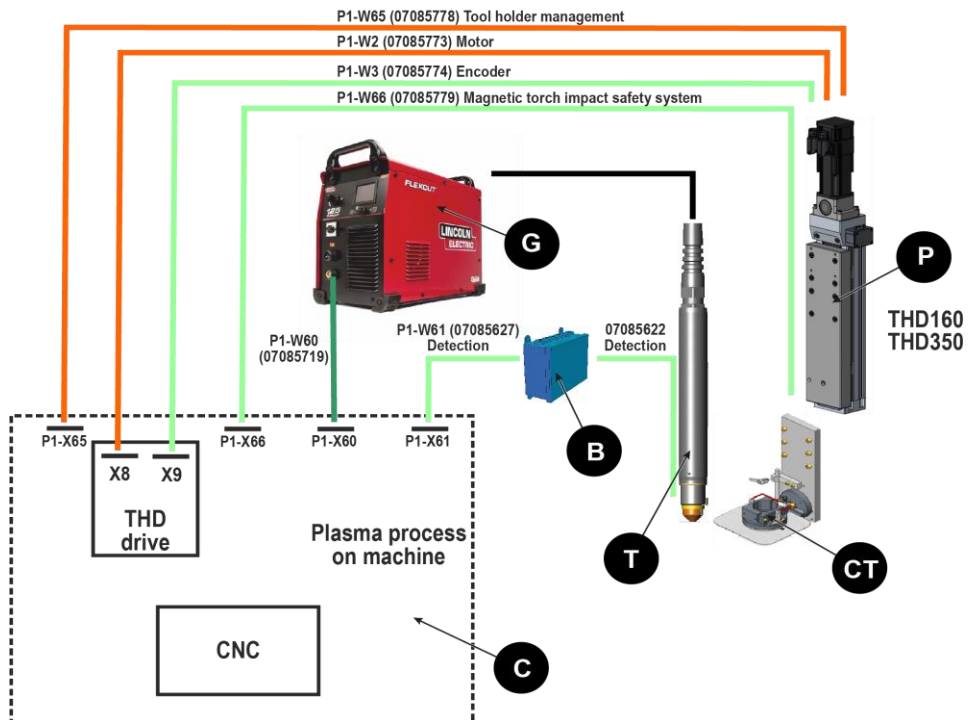 P1-W65 (07085778) Tool holder management
P1-W2 (07085773) Motor
P1-W3 (07085774) Encoder
P1-W66 (07085779) Magnetic torch impact safety system
FLEXCUT
125
LINCOLN
ELECTRIC
G
P
THD160
THD350
P1-W60
(07085719)
P1-W61 (07085627)
Detection
07085622
Detection
B
P1-X65
P1-X66
P1-X60
P1-X61
X8
X9
THD
drive
Plasma process
on machine
T
CT
CNC
C